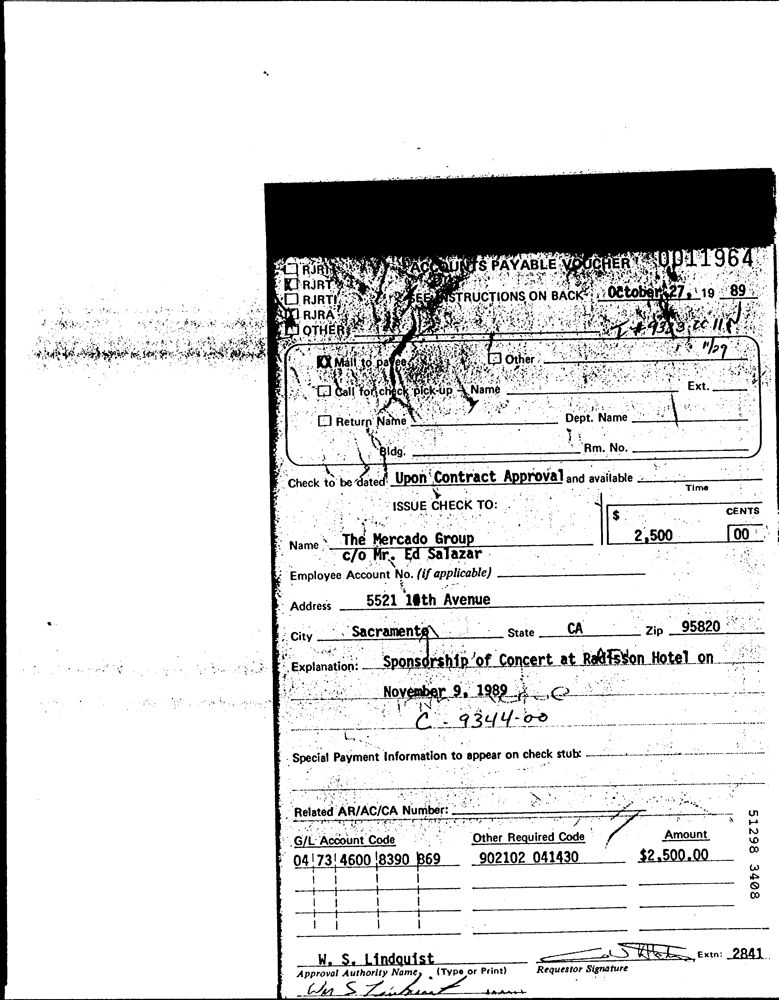 RJRI ACCOUNTS PAYABLE VOUCHER 0011964
RJRT
RJRTI SEE INSTRUCTIONS ON BACK October 27, 19 89
RJRA
OTHER
11/29
XX Mail to payee Other
Call for check pick-up - Name Ext.
Return Name Dept. Name
Bldg. Rm. No.
Check to be dated Upon Contract Approval and available
Time
ISSUE CHECK TO:
$ CENTS
2,500 00
Name The Mercado Group
c/o Mr. Ed Salazar
Employee Account No. (if applicable)
Address 5521 10th Avenue
City Sacramento State CA Zip 95820
Explanation: Sponsorship of Concert at Radisson Hotel on
November 9, 1989
C - 9344-00
Special Payment Information to appear on check stub:
Related AR/AC/CA Number:
G/L Account Code Other Required Code Amount
04 73 4600 8390 869 902102 041430 $2,500.00
51298 3408
W. S. Lindquist Extn: 2841
Approval Authority Name, (Type or Print) Requestor Signature
Wm S Lindquist